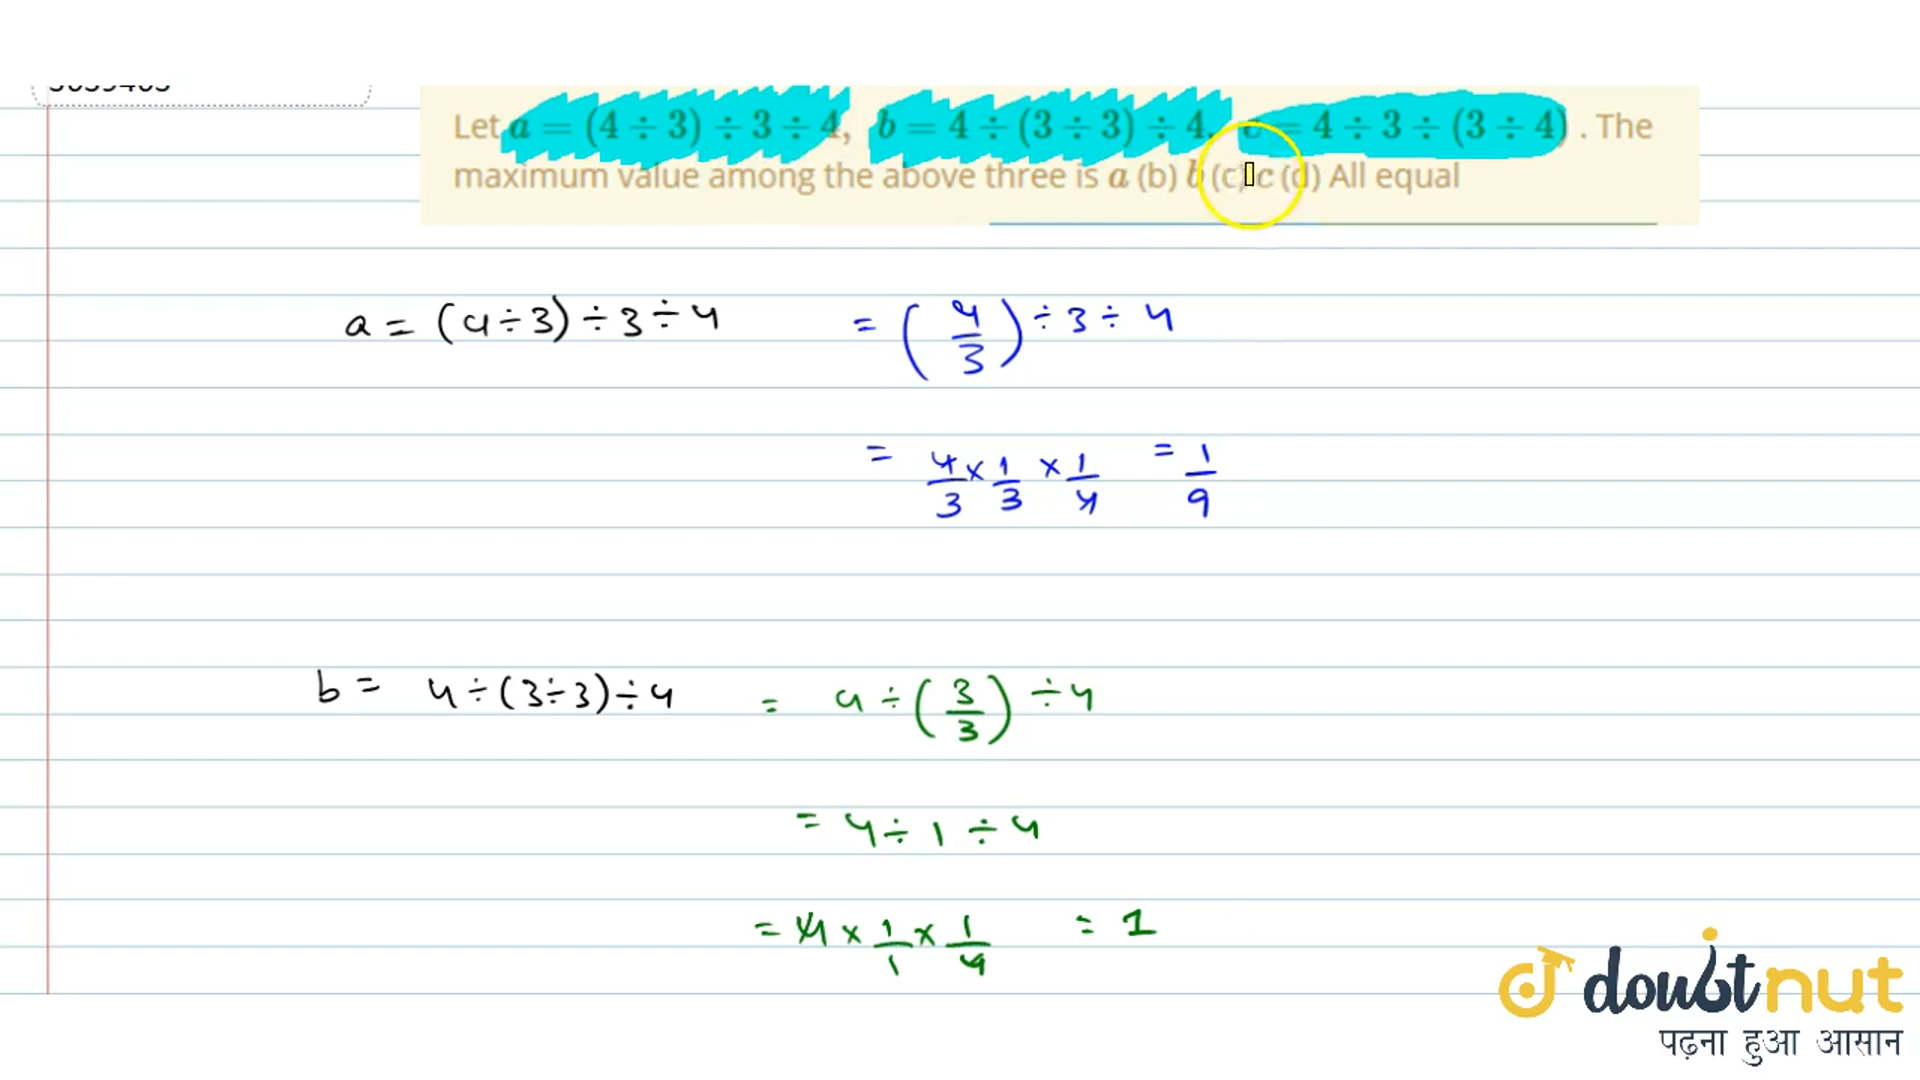 Let a = (4 ÷ 3) ÷ 3 ÷ 4, b = 4 ÷ (3 ÷ 3) ÷ 4, c = 4 ÷ 3 ÷ (3 ÷ 4) . The
maximum value among the above three is a (b) b (c) c (d) All equal
a = (4÷3) ÷ 3 ÷ 4 = (4/3) ÷ 3 ÷ 4
= 4/3 × 1/3 × 1/4 = 1/9
b = 4 ÷ (3÷3) ÷ 4 = 4 ÷ (3/3) ÷ 4
= 4 ÷ 1 ÷ 4
= 4 × 1/1 × 1/4 = 1
doubtnut
पढ़ना हुआ आसान